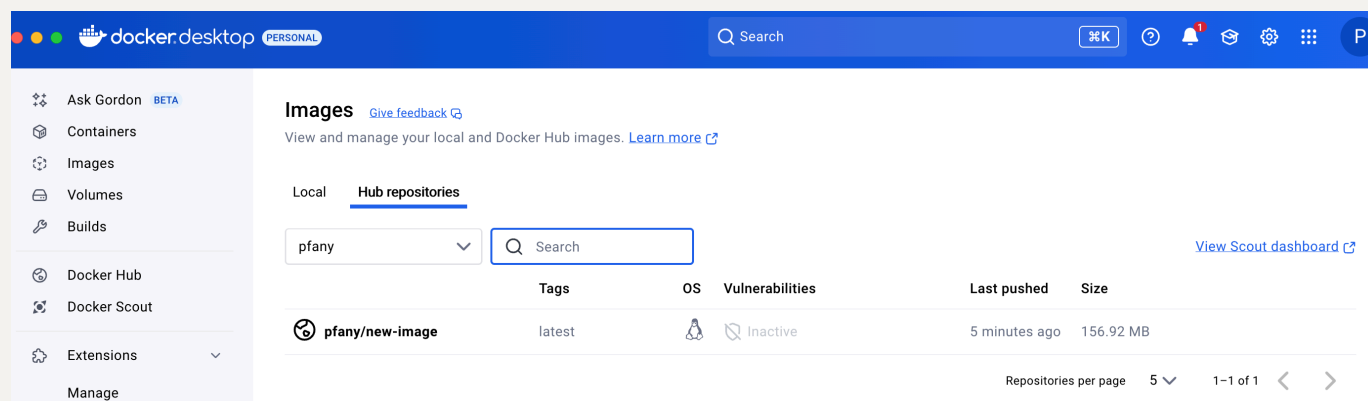 docker.desktop PERSONAL
Search
⌘K
1
P
Ask Gordon BETA
Containers
Images
Volumes
Builds
Docker Hub
Docker Scout
Extensions
Manage
Images Give feedback
View and manage your local and Docker Hub images. Learn more
Local Hub repositories
pfany
Search
View Scout dashboard
Tags OS Vulnerabilities Last pushed Size
pfany/new-image latest Inactive 5 minutes ago 156.92 MB
Repositories per page 5 1–1 of 1